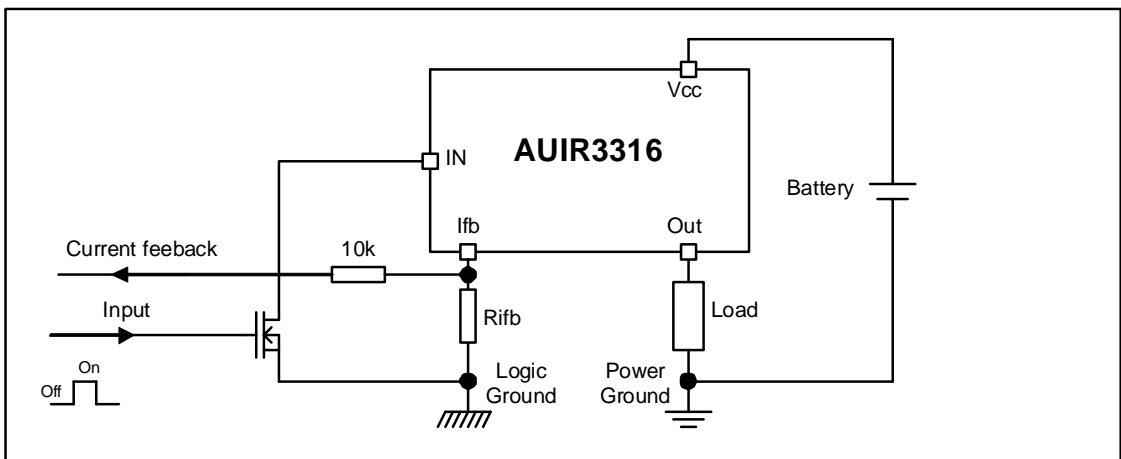 Vcc
AUIR3316
IN
Battery
Ifb
Out
Current feeback
10k
Input
Rifb
Load
On
Off
Logic
Ground
Power
Ground